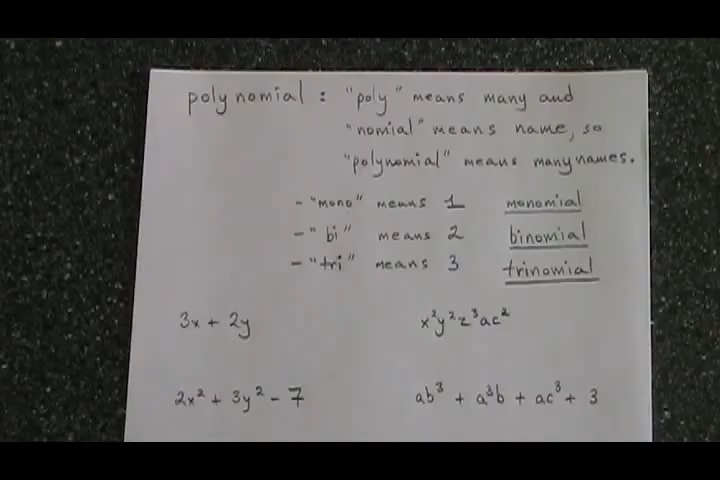 polynomial : "poly" means many and
"nomial" means name, so
"polynomial" means many names.
- "mono" means 1 monomial
- "bi" means 2 binomial
- "tri" means 3 trinomial
3x + 2y x²y²z³ac²
2x² + 3y² - 7 ab³ + a³b + ac³ + 3